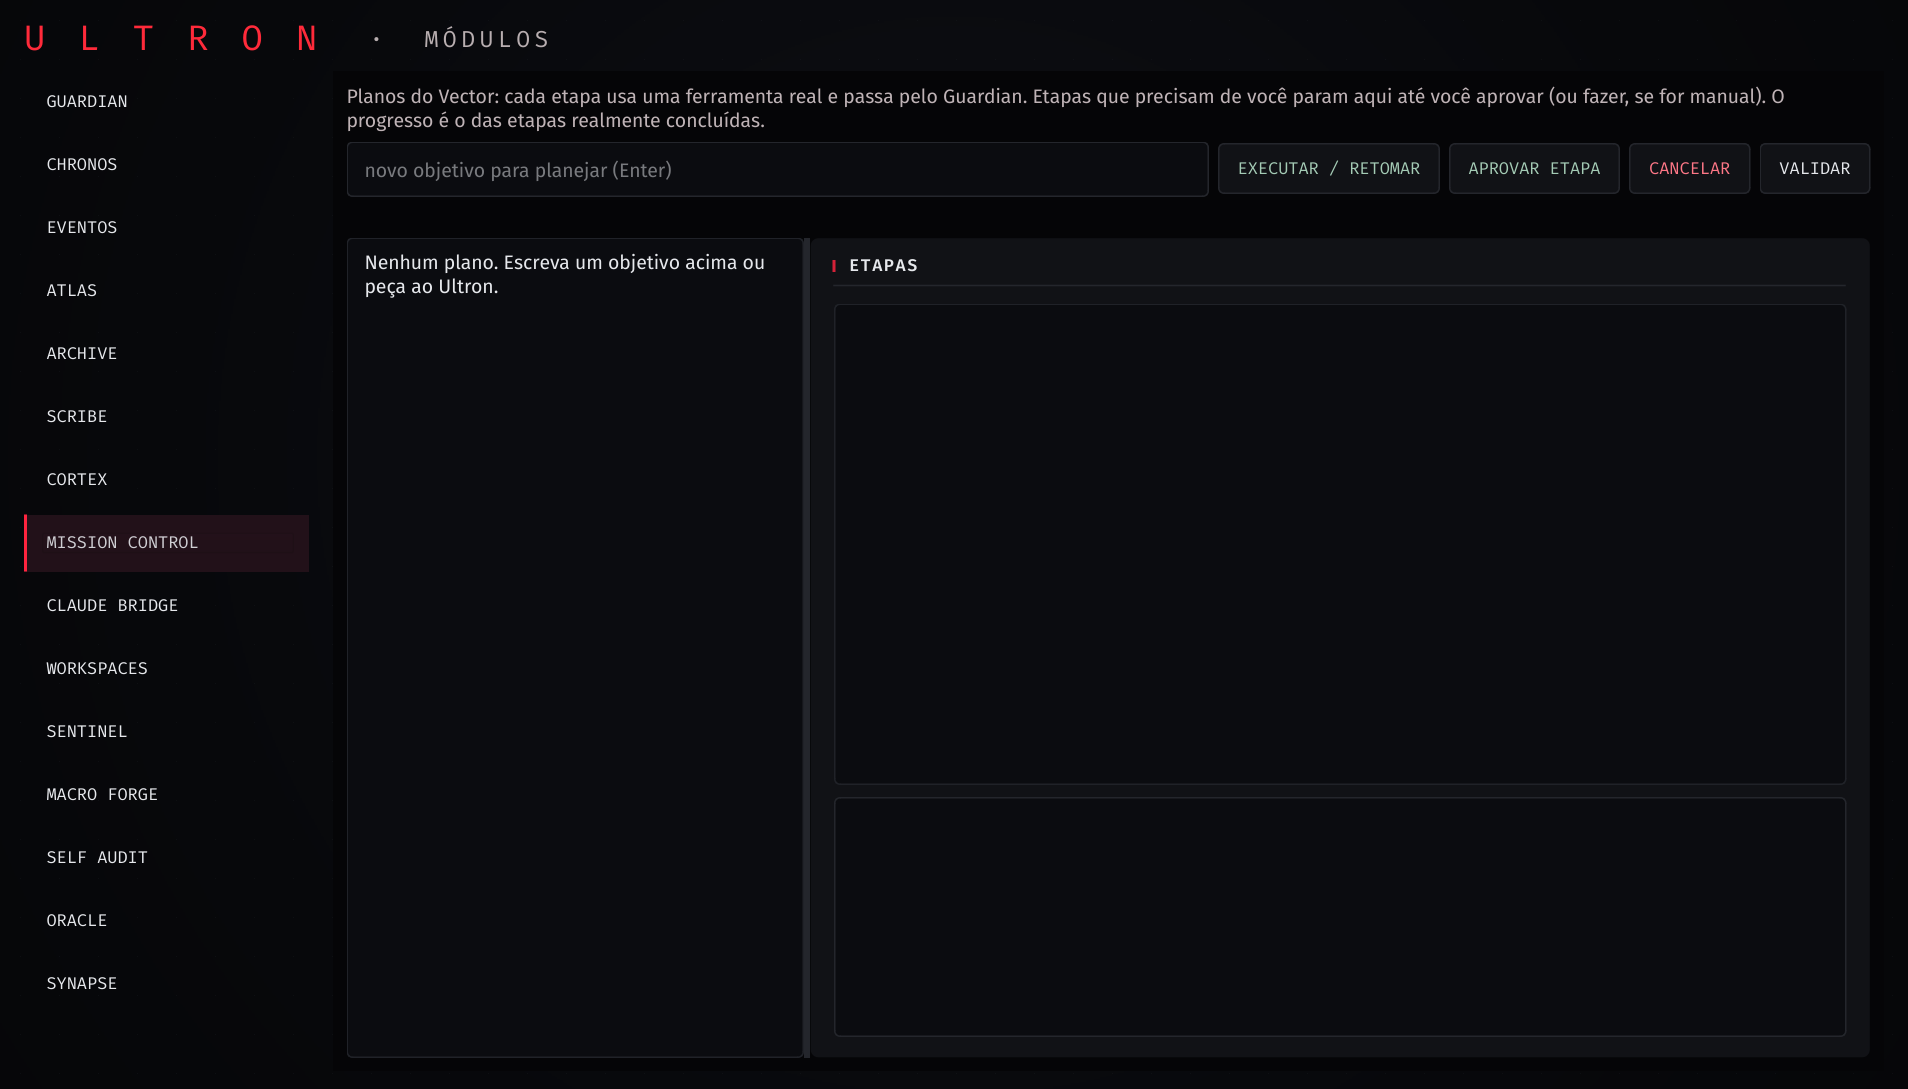 ULTRON · MÓDULOS
GUARDIAN
CHRONOS
EVENTOS
ATLAS
ARCHIVE
SCRIBE
CORTEX
MISSION CONTROL
CLAUDE BRIDGE
WORKSPACES
SENTINEL
MACRO FORGE
SELF AUDIT
ORACLE
SYNAPSE
Planos do Vector: cada etapa usa uma ferramenta real e passa pelo Guardian. Etapas que precisam de você param aqui até você aprovar (ou fazer, se for manual). O
progresso é o das etapas realmente concluídas.
novo objetivo para planejar (Enter)
EXECUTAR / RETOMAR
APROVAR ETAPA
CANCELAR
VALIDAR
Nenhum plano. Escreva um objetivo acima ou
peça ao Ultron.
ETAPAS